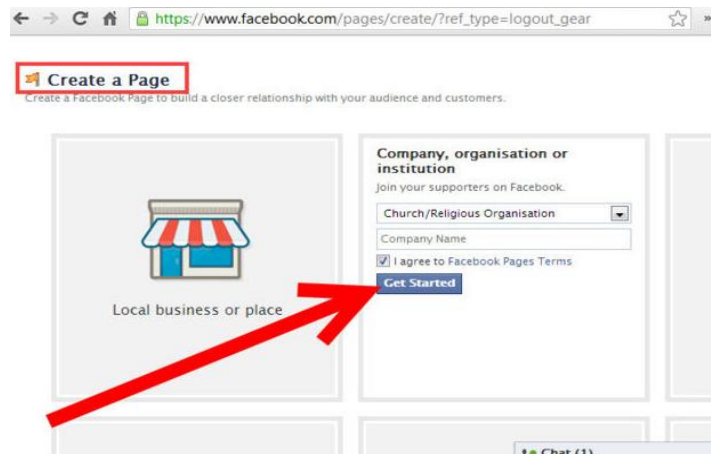 https://www.facebook.com/pages/create/?ref_type=logout_gear
Create a Page
Create a Facebook Page to build a closer relationship with your audience and customers.
Local business or place
Company, organisation or
institution
Join your supporters on Facebook.
Church/Religious Organisation
Company Name
I agree to Facebook Pages Terms
Get Started
Chat (1)